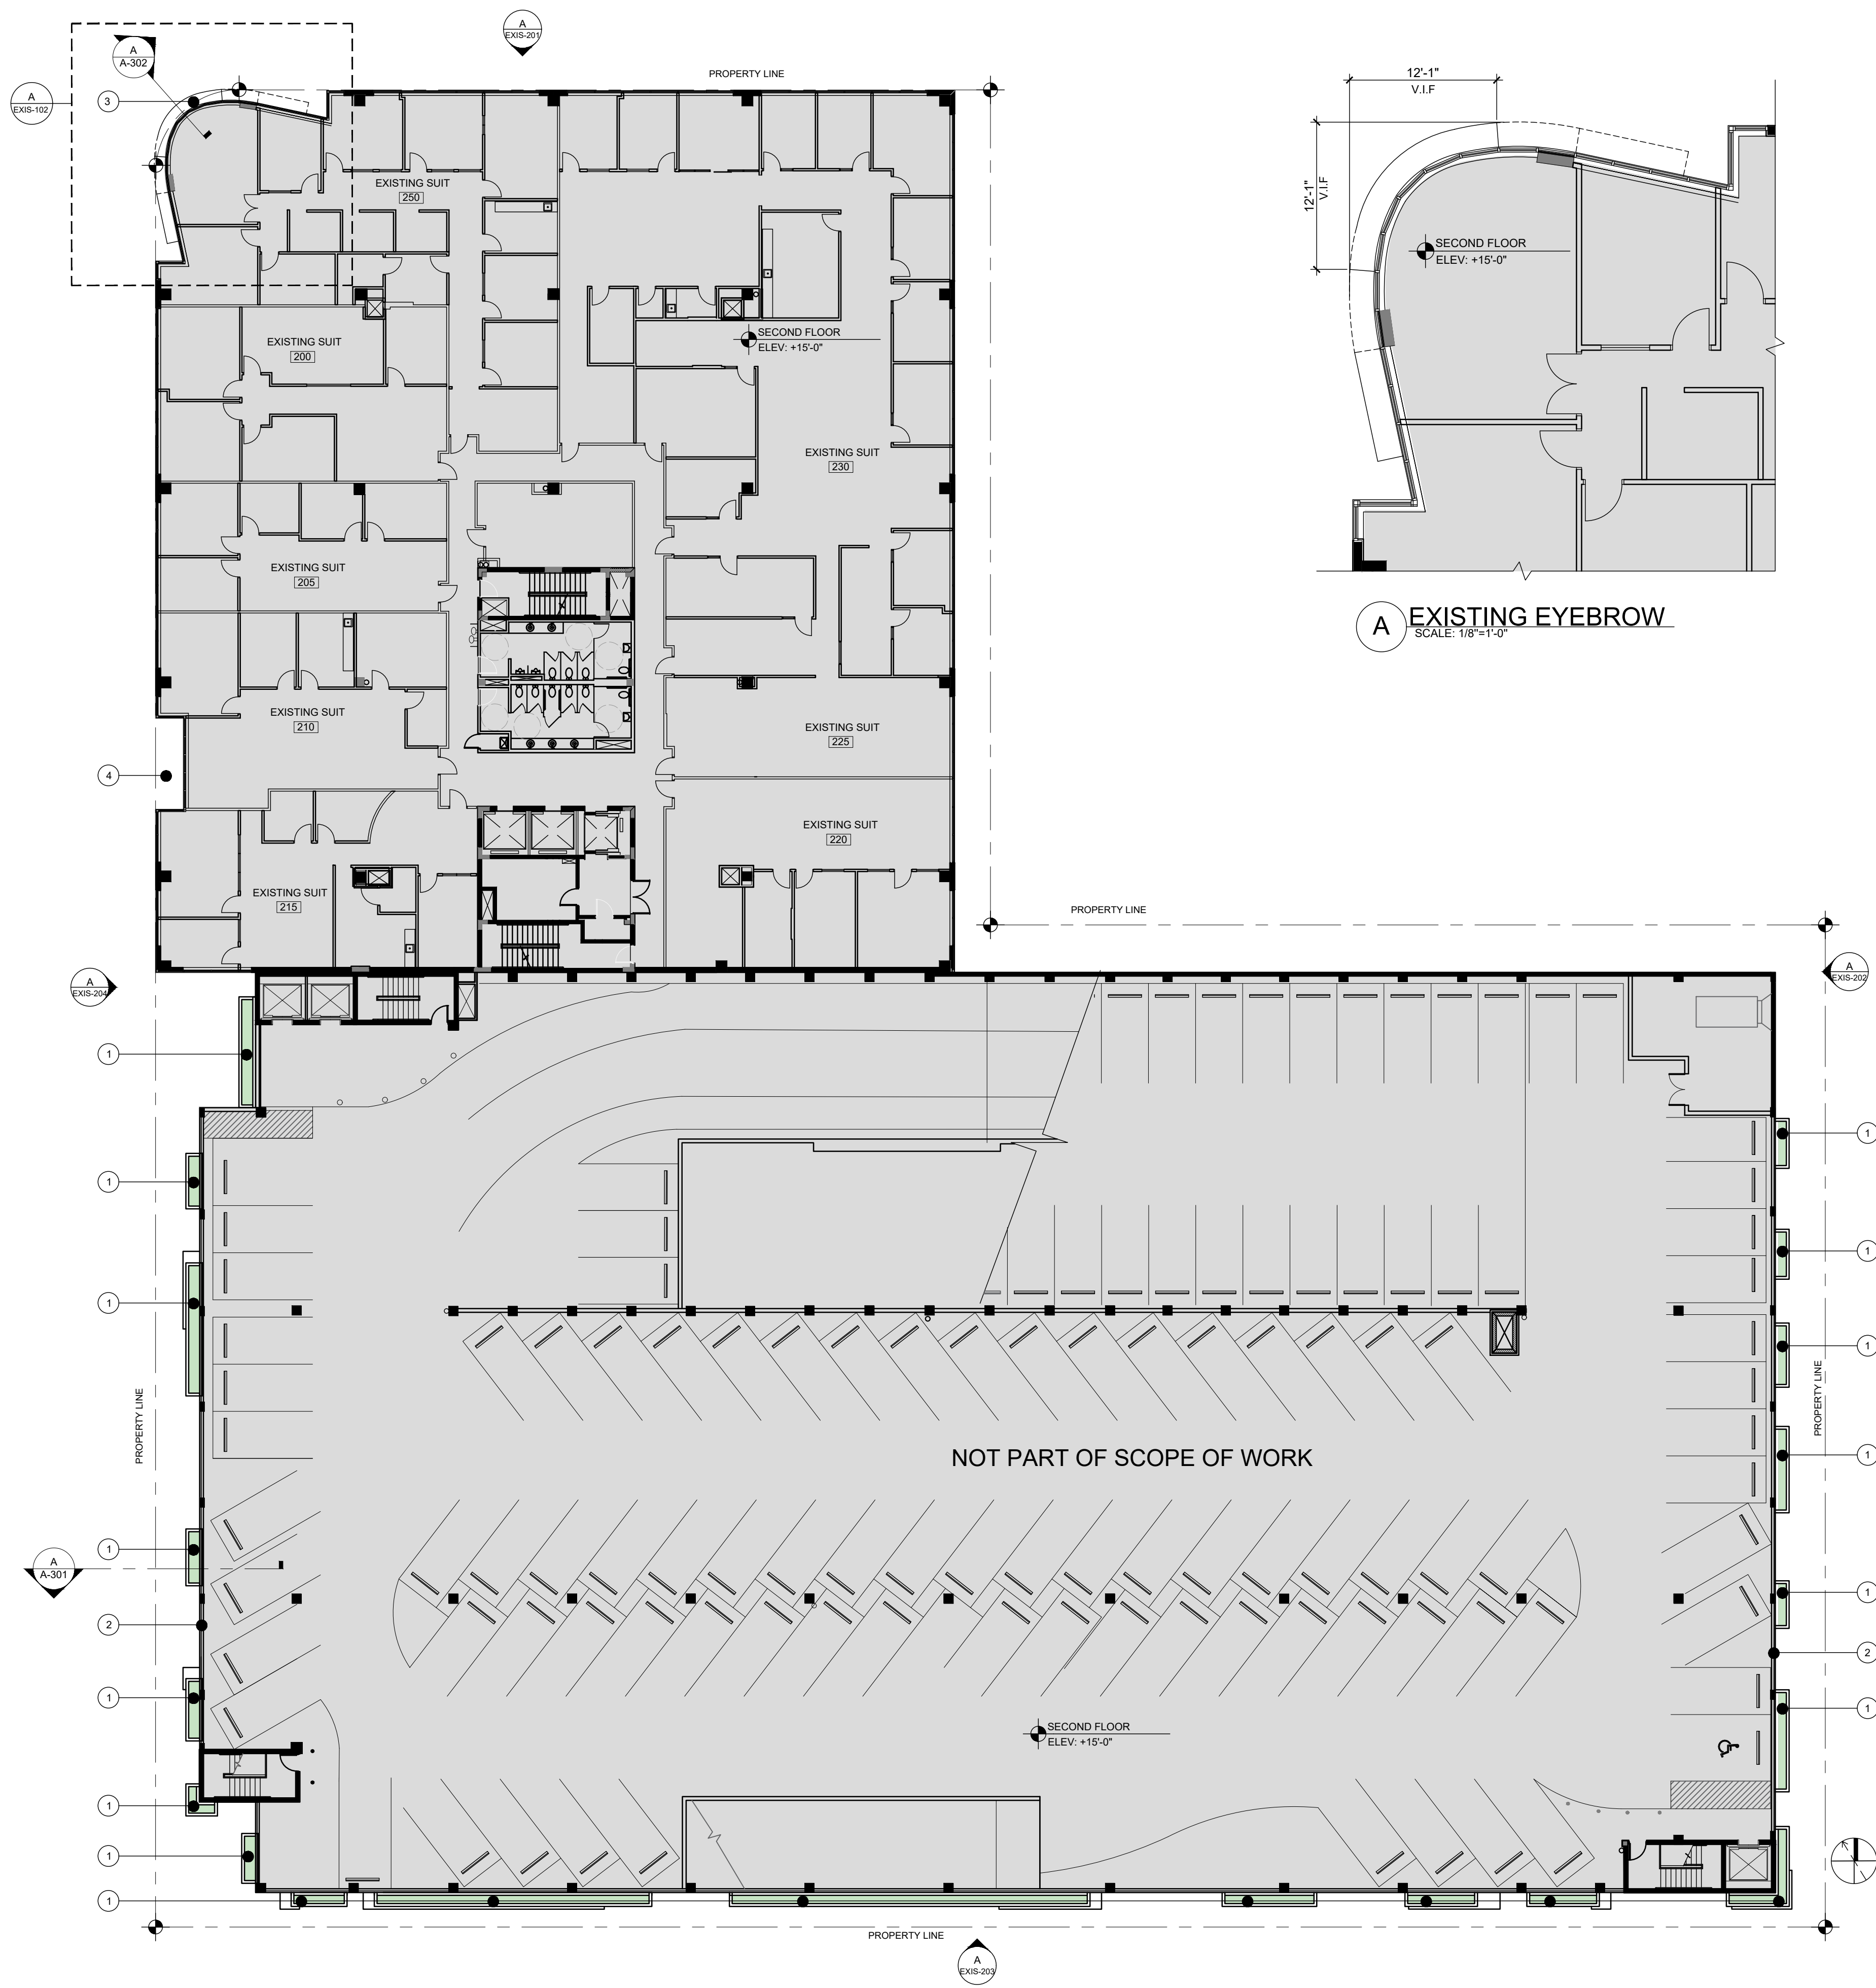 A
EXIS-201
A
A-302
PROPERTY LINE
12'-1"
V.I.F
A
EXIS-102
3
12'-1"
V.I.F
EXISTING SUIT
250
SECOND FLOOR
ELEV: +15'-0"
EXISTING SUIT
200
SECOND FLOOR
ELEV: +15'-0"
EXISTING SUIT
230
EXISTING SUIT
205
A
EXISTING EYEBROW
SCALE: 1/8"=1'-0"
EXISTING SUIT
210
EXISTING SUIT
225
4
EXISTING SUIT
220
EXISTING SUIT
215
PROPERTY LINE
A
EXIS-204
A
EXIS-202
1
1
1
1
1
1
PROPERTY LINE
PROPERTY LINE
NOT PART OF SCOPE OF WORK
1
1
A
A-301
1
2
2
1
1
SECOND FLOOR
ELEV: +15'-0"
1
1
1
PROPERTY LINE
A
EXIS-203